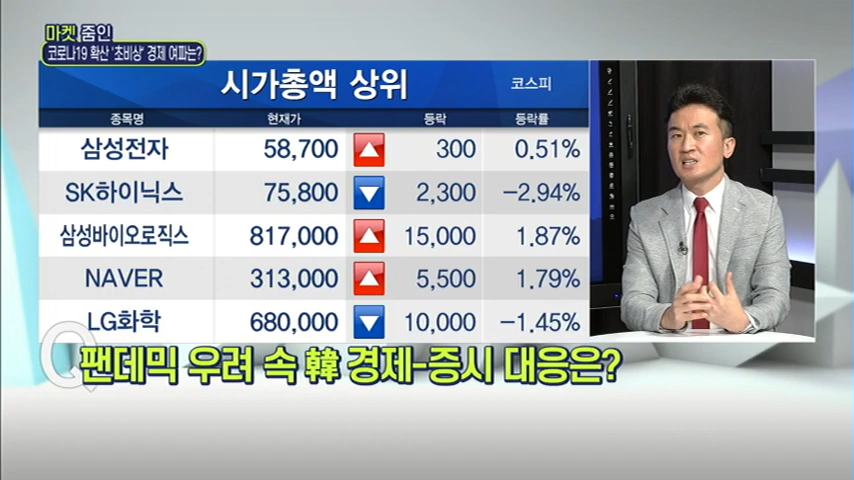 마켓 줌인
코로나19 확산 '초비상' 경제 여파는?
시가총액 상위 코스피
종목명 현재가 등락 등락률
삼성전자 58,700 ▲ 300 0.51%
SK하이닉스 75,800 ▼ 2,300 -2.94%
삼성바이오로직스 817,000 ▲ 15,000 1.87%
NAVER 313,000 ▲ 5,500 1.79%
LG화학 680,000 ▼ 10,000 -1.45%
Q 팬데믹 우려 속 韓 경제-증시 대응은?